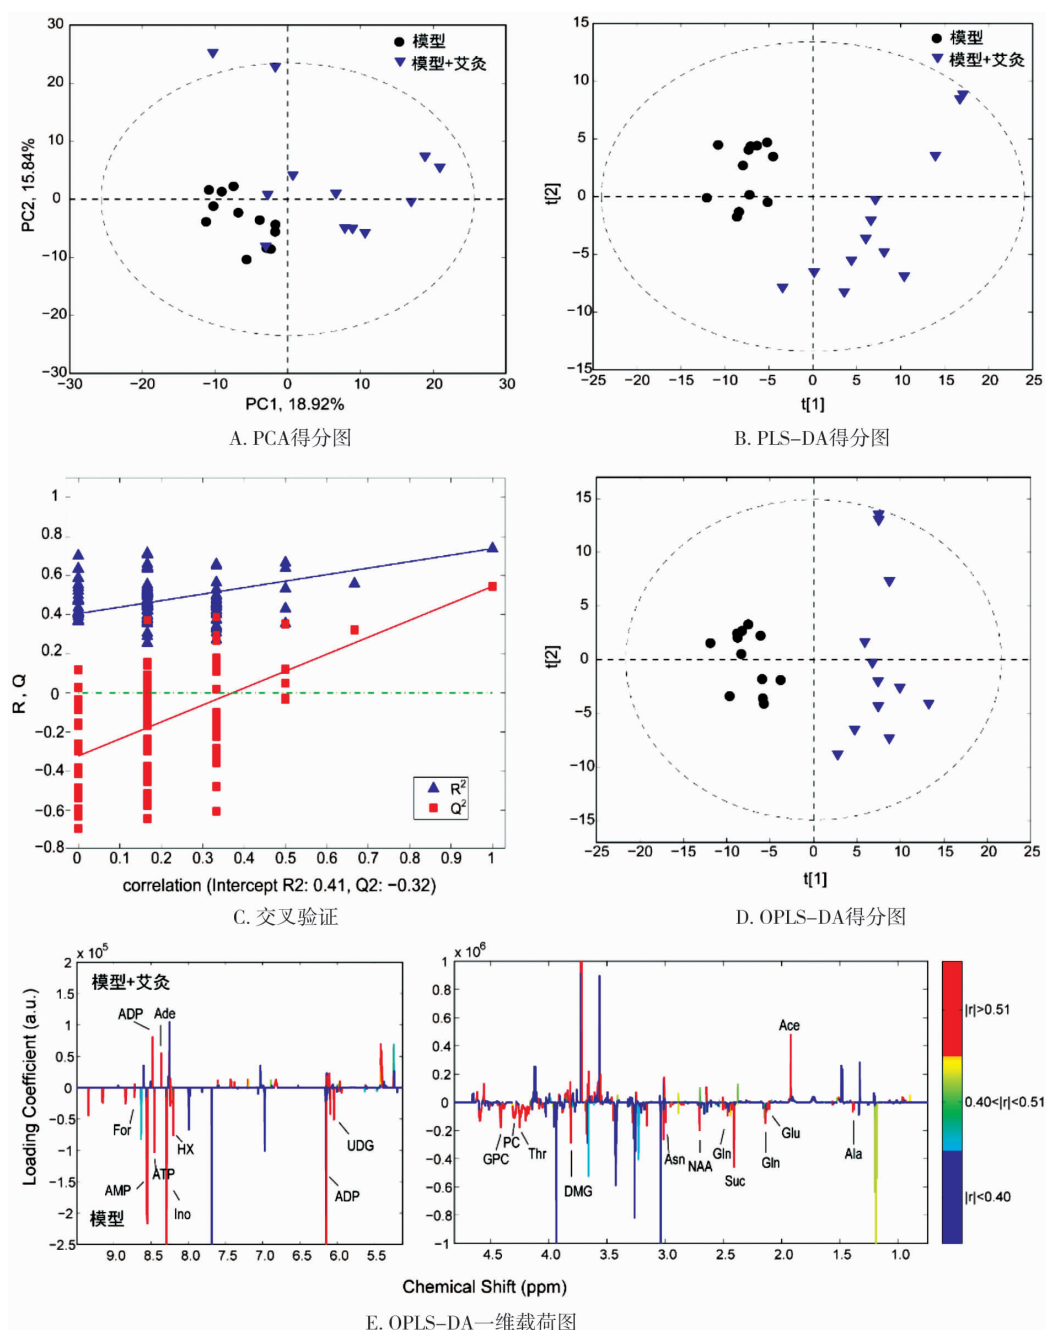 模型
模型+艾灸
PC2, 15.84%
30
20
10
0
−10
−20
−30
−30
−20
−10
0
10
20
30
PC1, 18.92%
A. PCA得分图
模型
模型+艾灸
t[2]
15
10
5
0
−5
−10
−15
−25
−20
−15
−10
−5
0
5
10
15
20
25
t[1]
B. PLS−DA得分图
R , Q
1
0.8
0.6
0.4
0.2
0
−0.2
−0.4
−0.6
−0.8
R2
Q2
0
0.1
0.2
0.3
0.4
0.5
0.6
0.7
0.8
0.9
1
correlation (Intercept R2: 0.41, Q2: −0.32)
C. 交叉验证
t[2]
15
10
5
0
−5
−10
−15
−25
−20
−15
−10
−5
0
5
10
15
20
25
t[1]
D. OPLS−DA得分图
Loading Coefficient (a.u.)
x 10^5
2
1.5
1
0.5
0
−0.5
−1
−1.5
−2
−2.5
模型+艾灸
ADP
Ade
For
HX
ATP
AMP
Ino
UDG
ADP
模型
9.0
8.5
8.0
7.5
7.0
6.5
6.0
5.5
x 10^6
1
0.8
0.6
0.4
0.2
0
−0.2
−0.4
−0.6
−0.8
−1
Ace
PC
GPC
Thr
DMG
Asn
NAA
Gln
Suc
Gln
Glu
Ala
4.5
4.0
3.5
3.0
2.5
2.0
1.5
1.0
|r|>0.51
0.40<|r|<0.51
|r|<0.40
Chemical Shift (ppm)
E. OPLS−DA一维载荷图